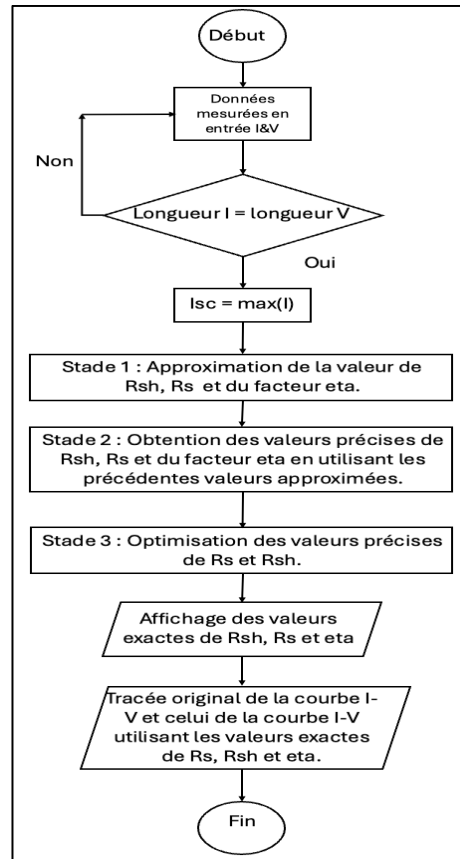 Début
Données
mesurées en
entrée I&V
Non
Longueur I = longueur V
Oui
Isc = max(I)
Stade 1 : Approximation de la valeur de
Rsh, Rs et du facteur eta.
Stade 2 : Obtention des valeurs précises de
Rsh, Rs et du facteur eta en utilisant les
précédentes valeurs approximées.
Stade 3 : Optimisation des valeurs précises
de Rs et Rsh.
Affichage des valeurs
exactes de Rsh, Rs et eta
Tracée original de la courbe I-
V et celui de la courbe I-V
utilisant les valeurs exactes
de Rs, Rsh et eta.
Fin